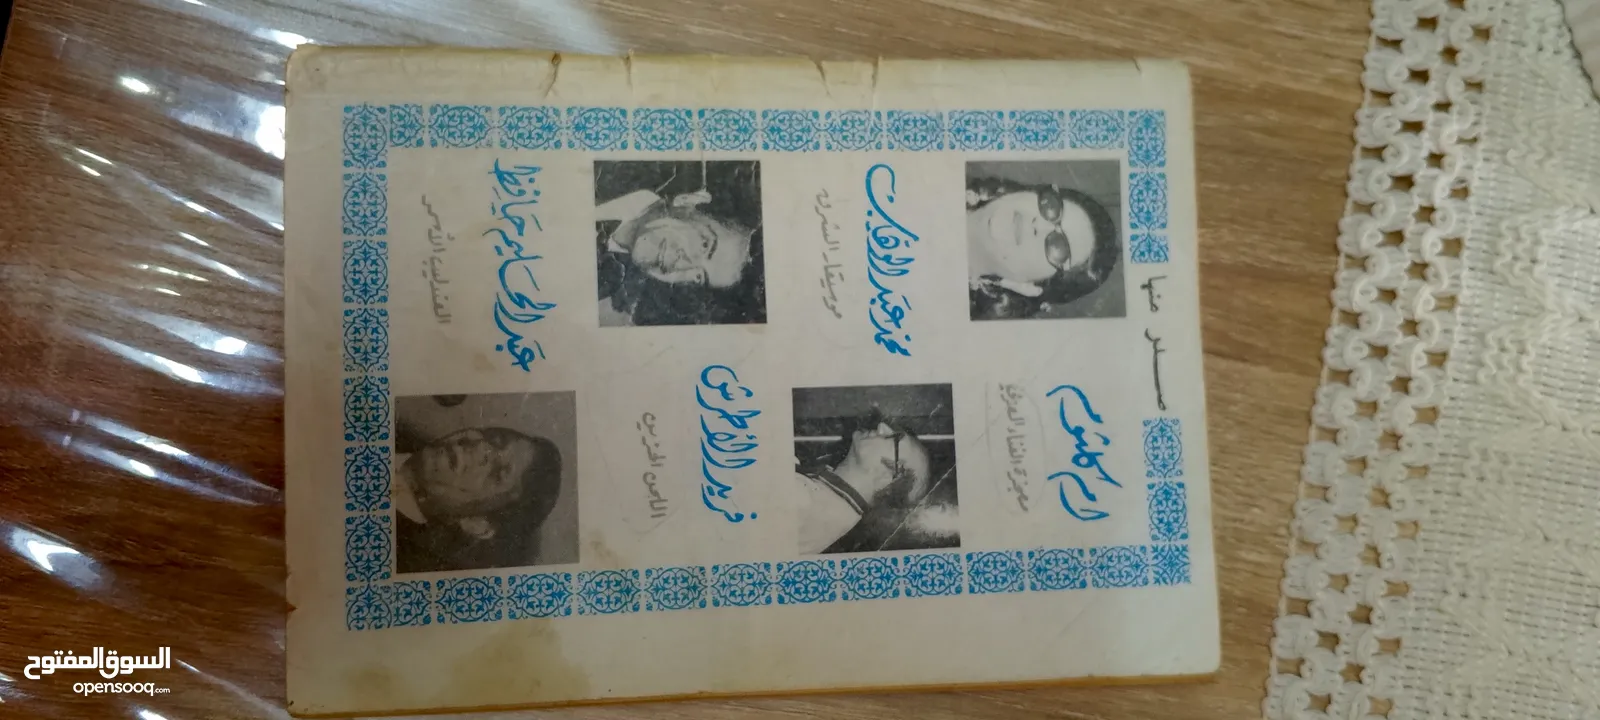 صدر منها
ام كلثوم
معجزة الغناء العربي
محمد عبد الوهاب
موسيقار الشرق
فريد الأطرش
اللحن الحزين
عبد الحليم حافظ
العندليب الأسمر
السوق المفتوح
opensooq.com